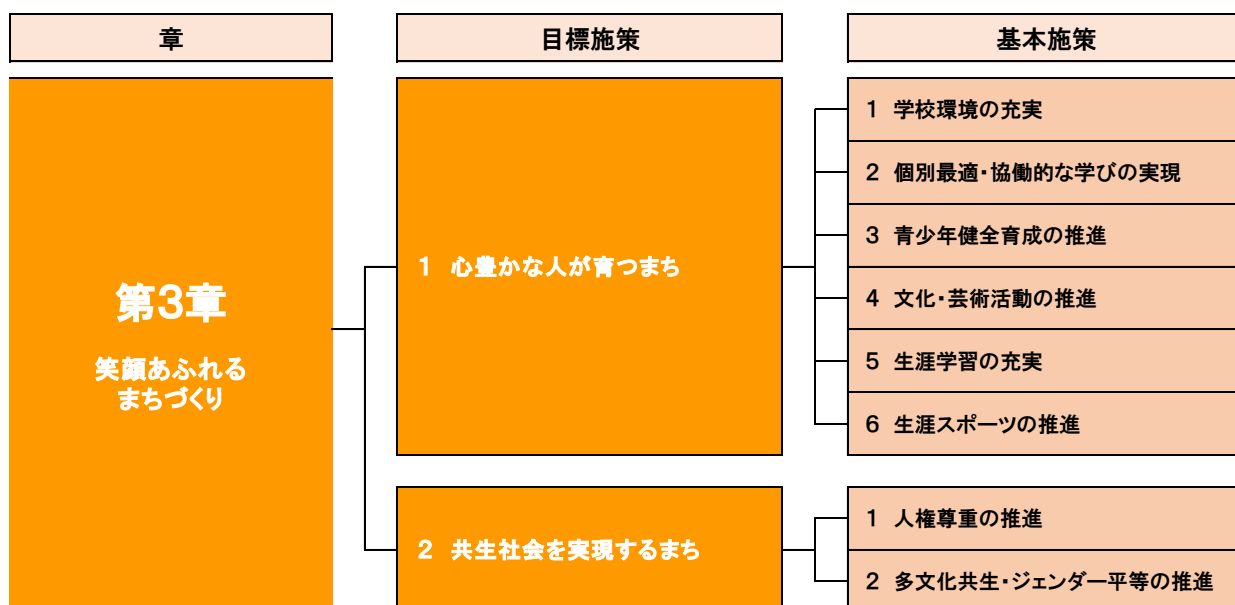 章
目標施策
基本施策
第3章
笑顔あふれる
まちづくり
1 心豊かな人が育つまち
1 学校環境の充実
2 個別最適・協働的な学びの実現
3 青少年健全育成の推進
4 文化・芸術活動の推進
5 生涯学習の充実
6 生涯スポーツの推進
2 共生社会を実現するまち
1 人権尊重の推進
2 多文化共生・ジェンダー平等の推進